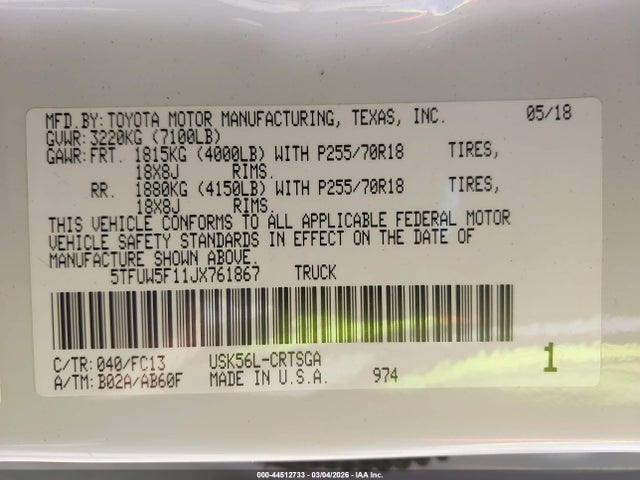 MFD.BY:TOYOTA MOTOR MANUFACTURING, TEXAS, INC. 05/18
GVWR:3220KG (7100LB)
GAWR:FRT. 1815KG (4000LB) WITH P255/70R18 TIRES,
18X8J RIMS.
RR. 1880KG (4150LB) WITH P255/70R18 TIRES,
18X8J RIMS.
THIS VEHICLE CONFORMS TO ALL APPLICABLE FEDERAL MOTOR
VEHICLE SAFETY STANDARDS IN EFFECT ON THE DATE OF
MANUFACTURE SHOWN ABOVE.
5TFUW5F11JX761867 TRUCK
C/TR:040/FC13 USK56L-CRTSGA
A/TM:B02A/AB60F MADE IN U.S.A. 974 1
000-44512733 - 03/04/2026 - IAA Inc.